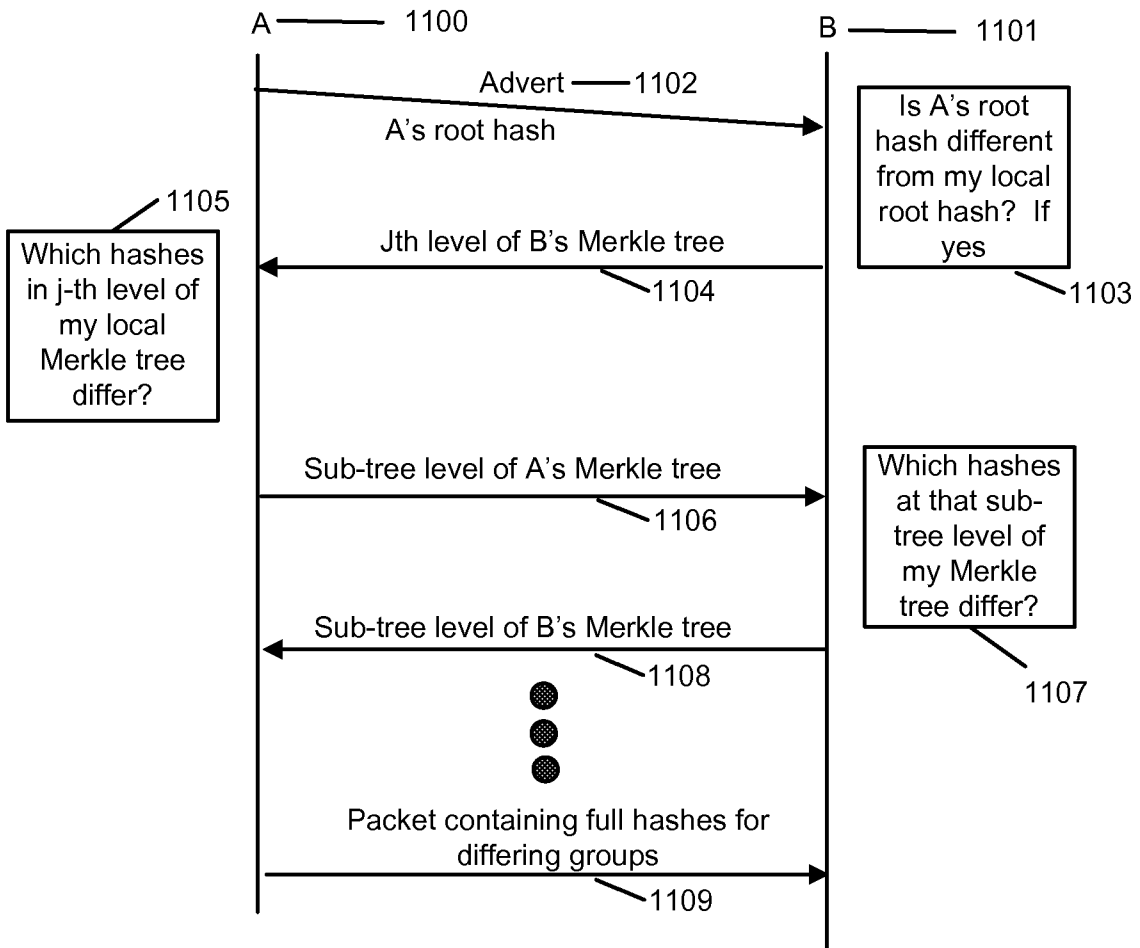 A 1100
B 1101
Advert 1102
A's root hash
Is A's root
hash different
from my local
root hash? If
yes
1103
Jth level of B's Merkle tree
1104
1105
Which hashes
in j-th level of
my local
Merkle tree
differ?
Sub-tree level of A's Merkle tree
1106
Which hashes
at that sub-
tree level of
my Merkle
tree differ?
1107
Sub-tree level of B's Merkle tree
1108
Packet containing full hashes for
differing groups
1109